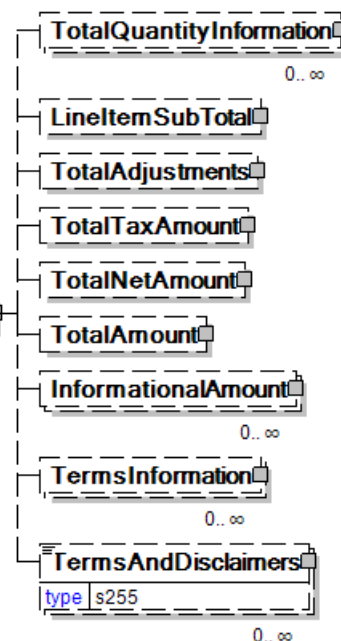 TotalQuantityInformation
0.. ∞
LineItemSubTotal
TotalAdjustments
TotalTaxAmount
TotalNetAmount
TotalAmount
InformationalAmount
0.. ∞
TermsInformation
0.. ∞
TermsAndDisclaimers
type s255
0.. ∞